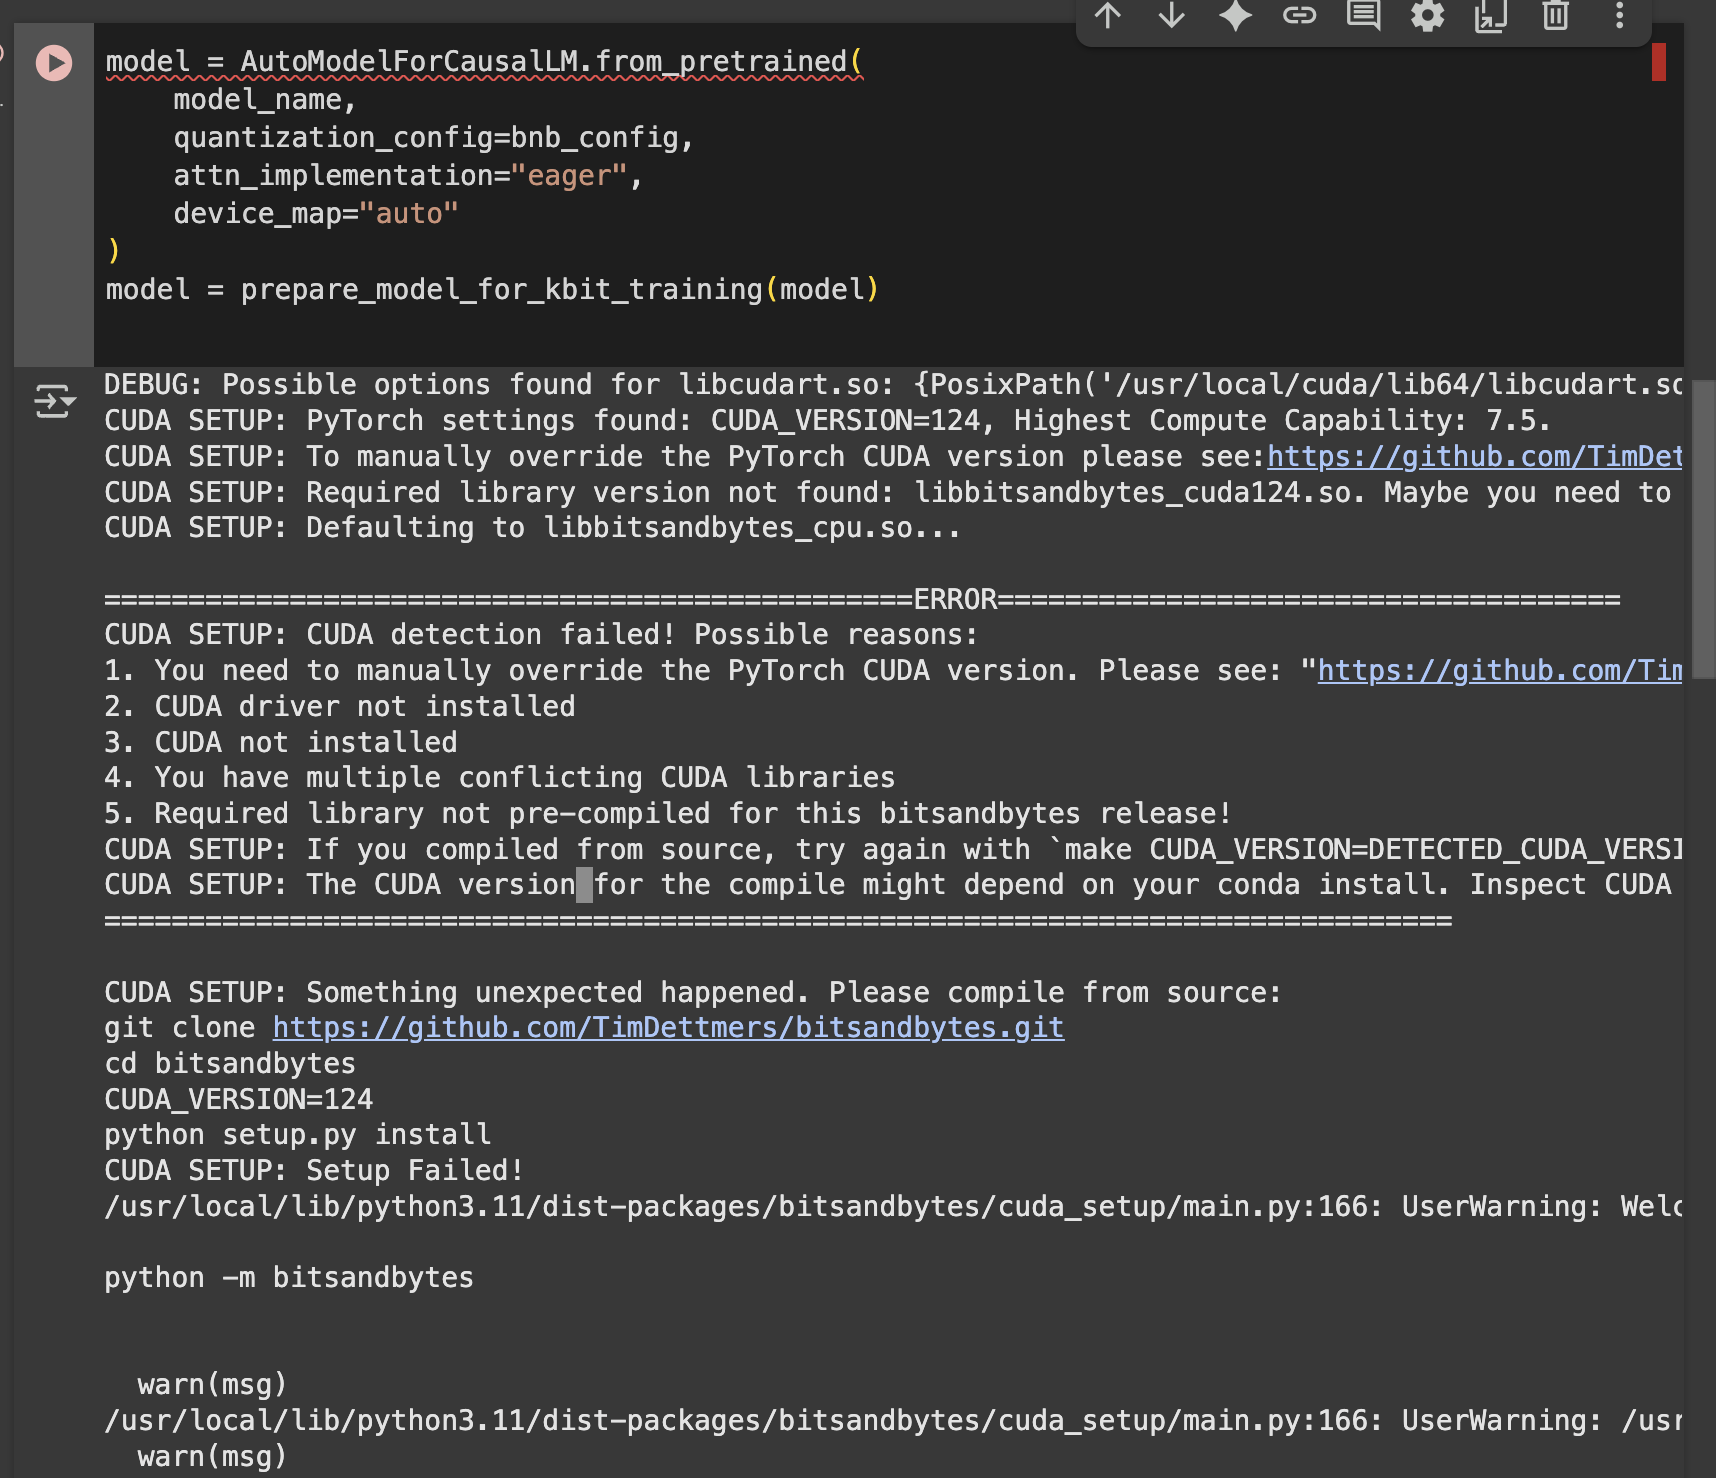 model = AutoModelForCausalLM.from_pretrained(
    model_name,
    quantization_config=bnb_config,
    attn_implementation="eager",
    device_map="auto"
)
model = prepare_model_for_kbit_training(model)
DEBUG: Possible options found for libcudart.so: {PosixPath('/usr/local/cuda/lib64/libcudart.so
CUDA SETUP: PyTorch settings found: CUDA_VERSION=124, Highest Compute Capability: 7.5.
CUDA SETUP: To manually override the PyTorch CUDA version please see:https://github.com/TimDet
CUDA SETUP: Required library version not found: libbitsandbytes_cuda124.so. Maybe you need to
CUDA SETUP: Defaulting to libbitsandbytes_cpu.so...
================================================ERROR=====================================
CUDA SETUP: CUDA detection failed! Possible reasons:
1. You need to manually override the PyTorch CUDA version. Please see: "https://github.com/Tim
2. CUDA driver not installed
3. CUDA not installed
4. You have multiple conflicting CUDA libraries
5. Required library not pre-compiled for this bitsandbytes release!
CUDA SETUP: If you compiled from source, try again with `make CUDA_VERSION=DETECTED_CUDA_VERSI
CUDA SETUP: The CUDA version for the compile might depend on your conda install. Inspect CUDA
================================================================================
CUDA SETUP: Something unexpected happened. Please compile from source:
git clone https://github.com/TimDettmers/bitsandbytes.git
cd bitsandbytes
CUDA_VERSION=124
python setup.py install
CUDA SETUP: Setup Failed!
/usr/local/lib/python3.11/dist-packages/bitsandbytes/cuda_setup/main.py:166: UserWarning: Welc
python -m bitsandbytes
  warn(msg)
/usr/local/lib/python3.11/dist-packages/bitsandbytes/cuda_setup/main.py:166: UserWarning: /usr
  warn(msg)